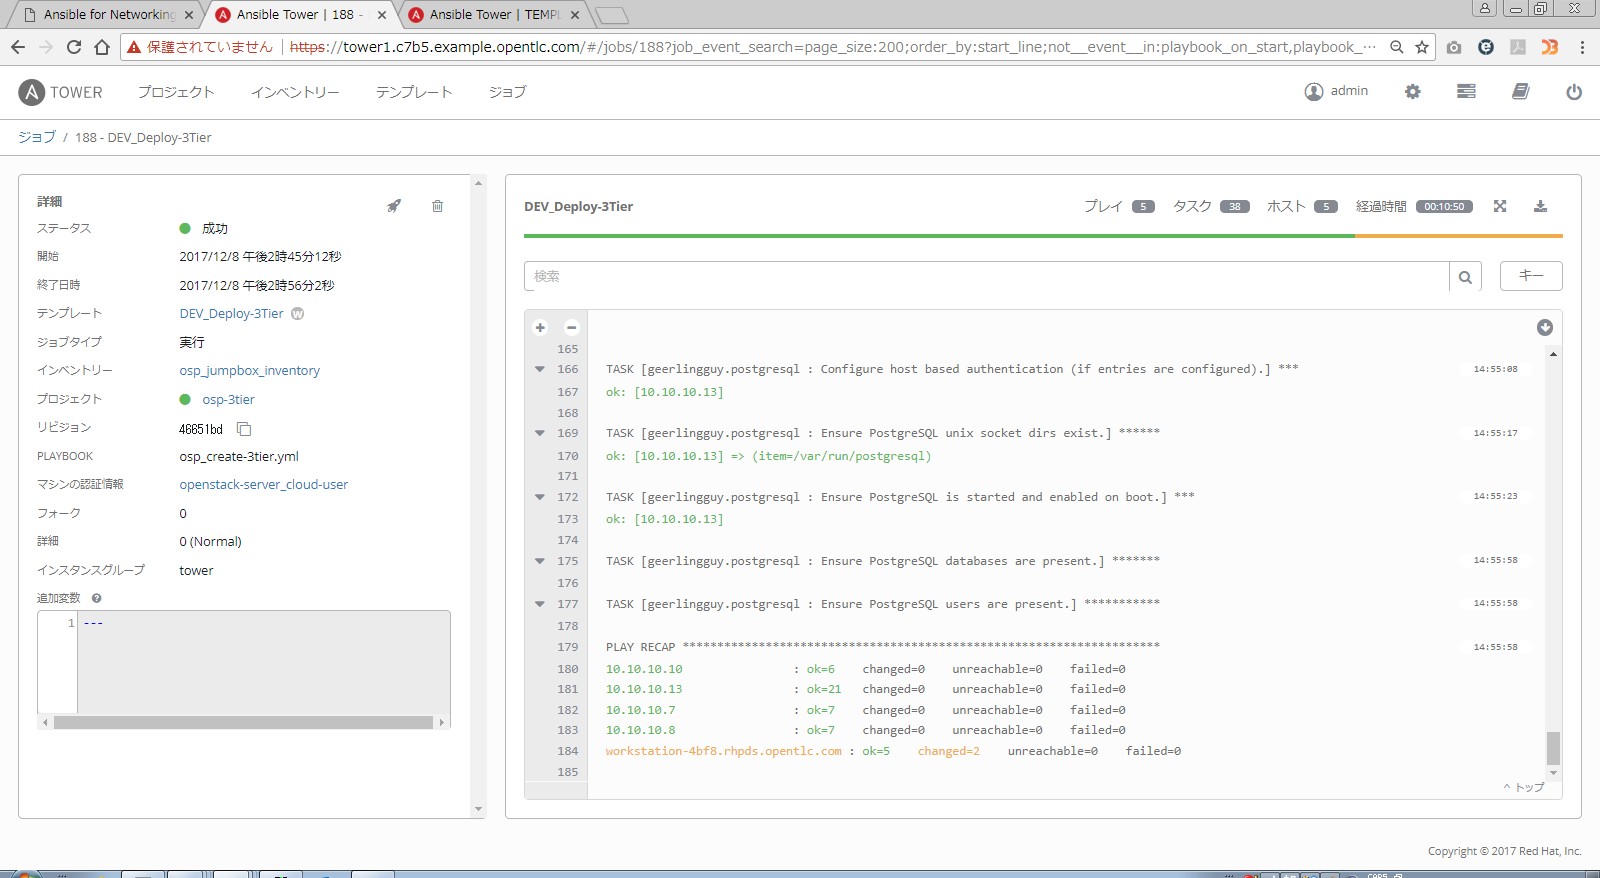 Ansible for Networking
Ansible Tower | 188 -
Ansible Tower | TEMPL
保護されていません
https://tower1.c7b5.example.opentlc.com/#/jobs/188?job_event_search=page_size:200;order_by:start_line;not__event__in:playbook_on_start,playbook_···
A TOWER
プロジェクト
インベントリー
テンプレート
ジョブ
admin
ジョブ / 188 - DEV_Deploy-3Tier
詳細
ステータス 成功
開始 2017/12/8 午後2時45分12秒
終了日時 2017/12/8 午後2時56分2秒
テンプレート DEV_Deploy-3Tier W
ジョブタイプ 実行
インベントリー osp_jumpbox_inventory
プロジェクト osp-3tier
リビジョン 46651bd
PLAYBOOK osp_create-3tier.yml
マシンの認証情報 openstack-server_cloud-user
フォーク 0
詳細 0 (Normal)
インスタンスグループ tower
追加変数 ?
1 ---
DEV_Deploy-3Tier
プレイ 5
タスク 38
ホスト 5
経過時間 00:10:50
検索
キー
165
166 TASK [geerlingguy.postgresql : Configure host based authentication (if entries are configured).] *** 14:55:08
167 ok: [10.10.10.13]
168
169 TASK [geerlingguy.postgresql : Ensure PostgreSQL unix socket dirs exist.] ****** 14:55:17
170 ok: [10.10.10.13] => (item=/var/run/postgresql)
171
172 TASK [geerlingguy.postgresql : Ensure PostgreSQL is started and enabled on boot.] *** 14:55:23
173 ok: [10.10.10.13]
174
175 TASK [geerlingguy.postgresql : Ensure PostgreSQL databases are present.] ******* 14:55:58
176
177 TASK [geerlingguy.postgresql : Ensure PostgreSQL users are present.] *********** 14:55:58
178
179 PLAY RECAP ********************************************************************* 14:55:58
180 10.10.10.10 : ok=6 changed=0 unreachable=0 failed=0
181 10.10.10.13 : ok=21 changed=0 unreachable=0 failed=0
182 10.10.10.7 : ok=7 changed=0 unreachable=0 failed=0
183 10.10.10.8 : ok=7 changed=0 unreachable=0 failed=0
184 workstation-4bf8.rhpds.opentlc.com : ok=5 changed=2 unreachable=0 failed=0
185
^ トップ
Copyright © 2017 Red Hat, Inc.
CAPS